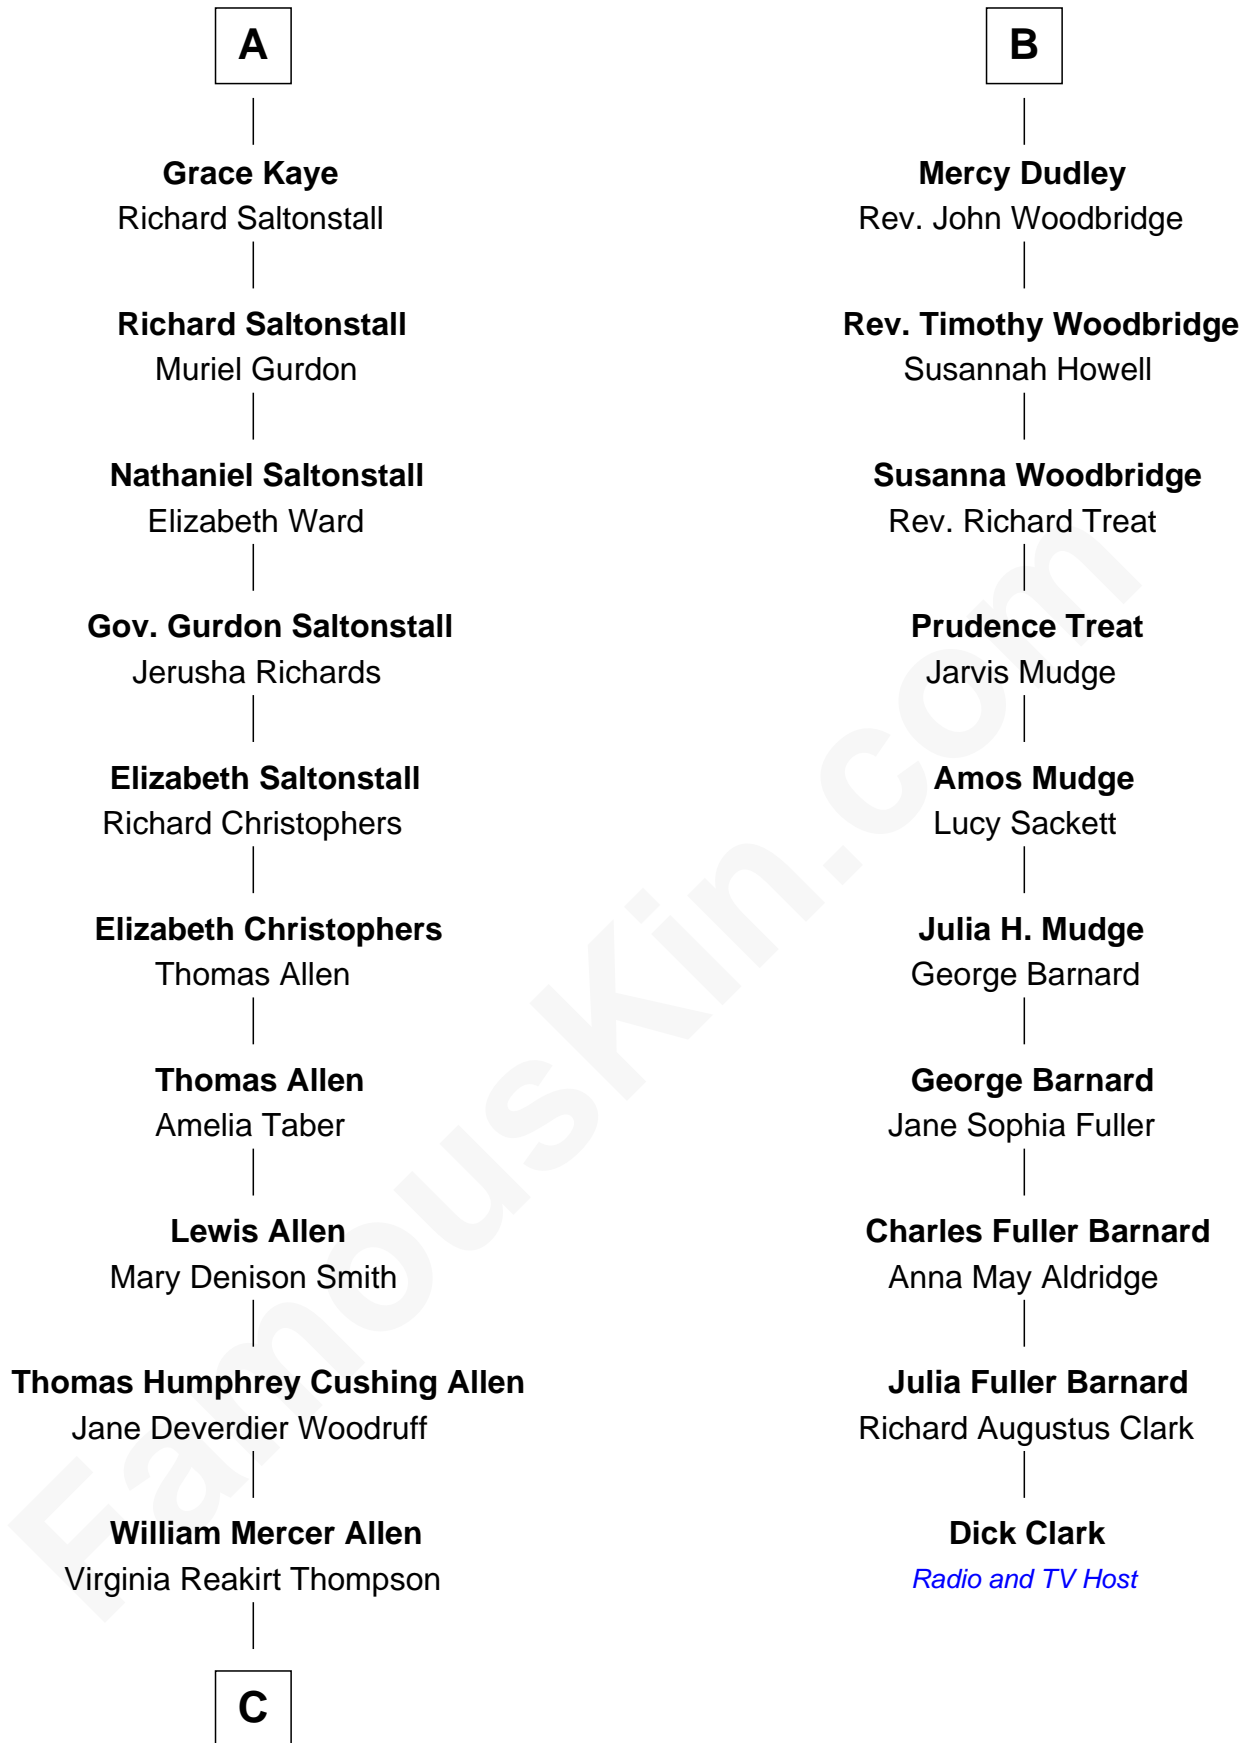 A
Grace Kaye
Richard Saltonstall
Richard Saltonstall
Muriel Gurdon
Nathaniel Saltonstall
Elizabeth Ward
Gov. Gurdon Saltonstall
Jerusha Richards
Elizabeth Saltonstall
Richard Christophers
Elizabeth Christophers
Thomas Allen
Thomas Allen
Amelia Taber
Lewis Allen
Mary Denison Smith
Thomas Humphrey Cushing Allen
Jane Deverdier Woodruff
William Mercer Allen
Virginia Reakirt Thompson
C
B
Mercy Dudley
Rev. John Woodbridge
Rev. Timothy Woodbridge
Susannah Howell
Susanna Woodbridge
Rev. Richard Treat
Prudence Treat
Jarvis Mudge
Amos Mudge
Lucy Sackett
Julia H. Mudge
George Barnard
George Barnard
Jane Sophia Fuller
Charles Fuller Barnard
Anna May Aldridge
Julia Fuller Barnard
Richard Augustus Clark
Dick Clark
Radio and TV Host
FamousKin.com